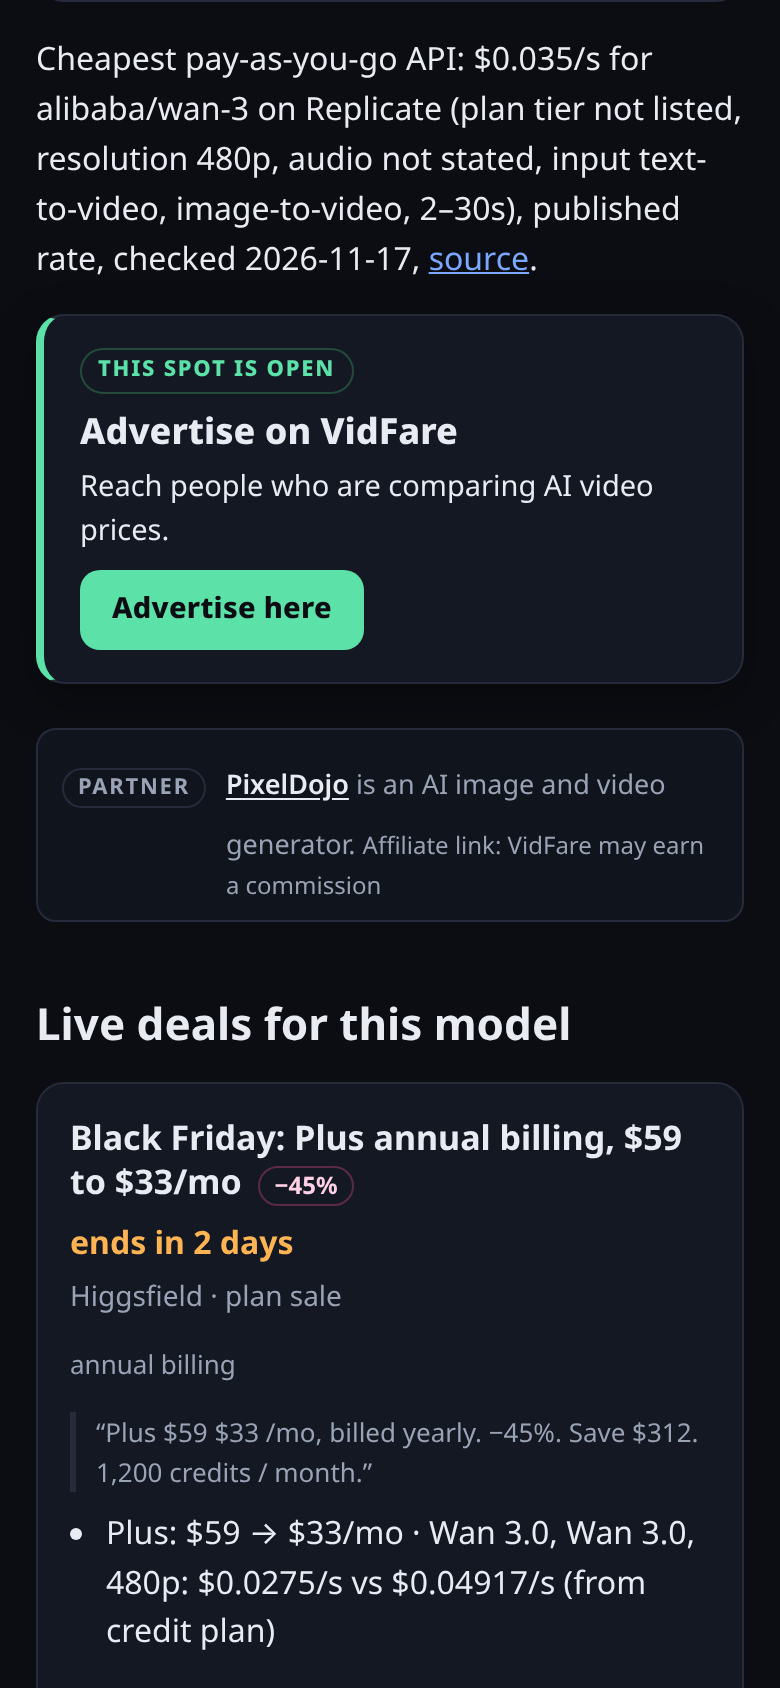 Cheapest pay-as-you-go API: $0.035/s for
alibaba/wan-3 on Replicate (plan tier not listed,
resolution 480p, audio not stated, input text-
to-video, image-to-video, 2–30s), published
rate, checked 2026-11-17, source.
THIS SPOT IS OPEN
Advertise on VidFare
Reach people who are comparing AI video
prices.
Advertise here
PARTNER
PixelDojo is an AI image and video
generator. Affiliate link: VidFare may earn
a commission
Live deals for this model
Black Friday: Plus annual billing, $59
to $33/mo −45%
ends in 2 days
Higgsfield · plan sale
annual billing
“Plus $59 $33 /mo, billed yearly. −45%. Save $312.
1,200 credits / month.”
• Plus: $59 → $33/mo · Wan 3.0, Wan 3.0,
480p: $0.0275/s vs $0.04917/s (from
credit plan)